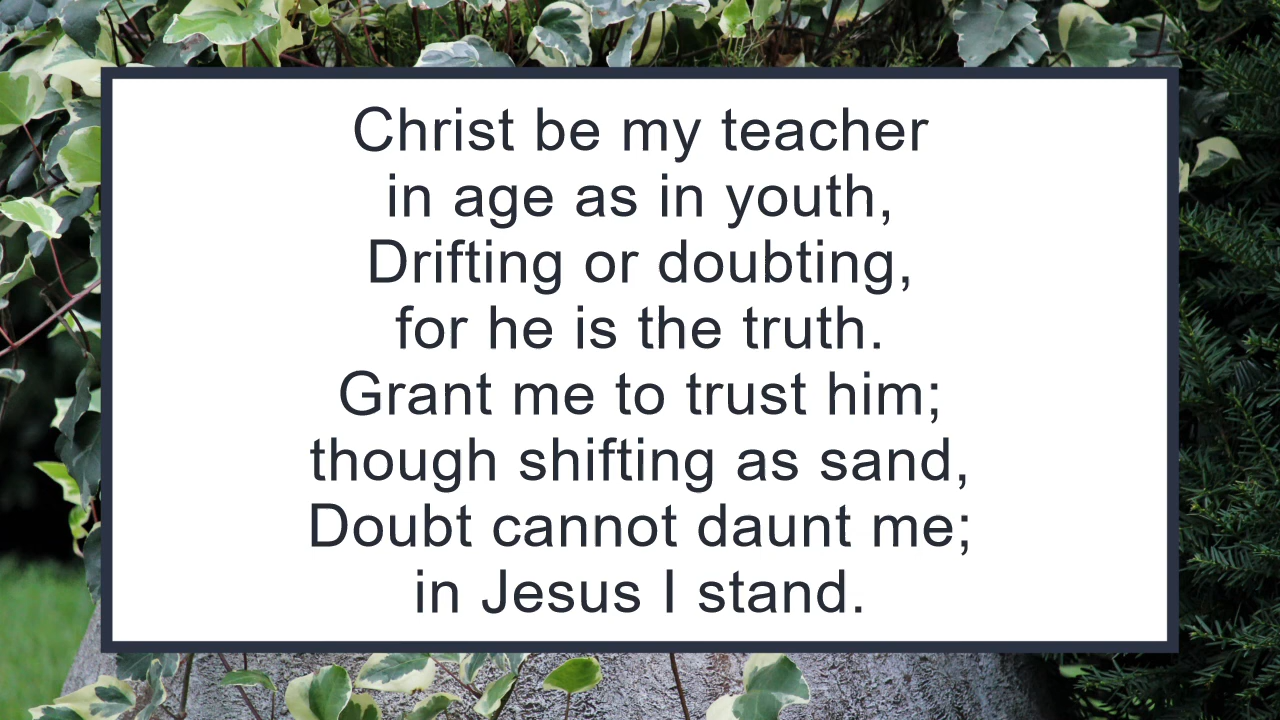 Christ be my teacher
in age as in youth,
Drifting or doubting,
for he is the truth.
Grant me to trust him;
though shifting as sand,
Doubt cannot daunt me;
in Jesus I stand.